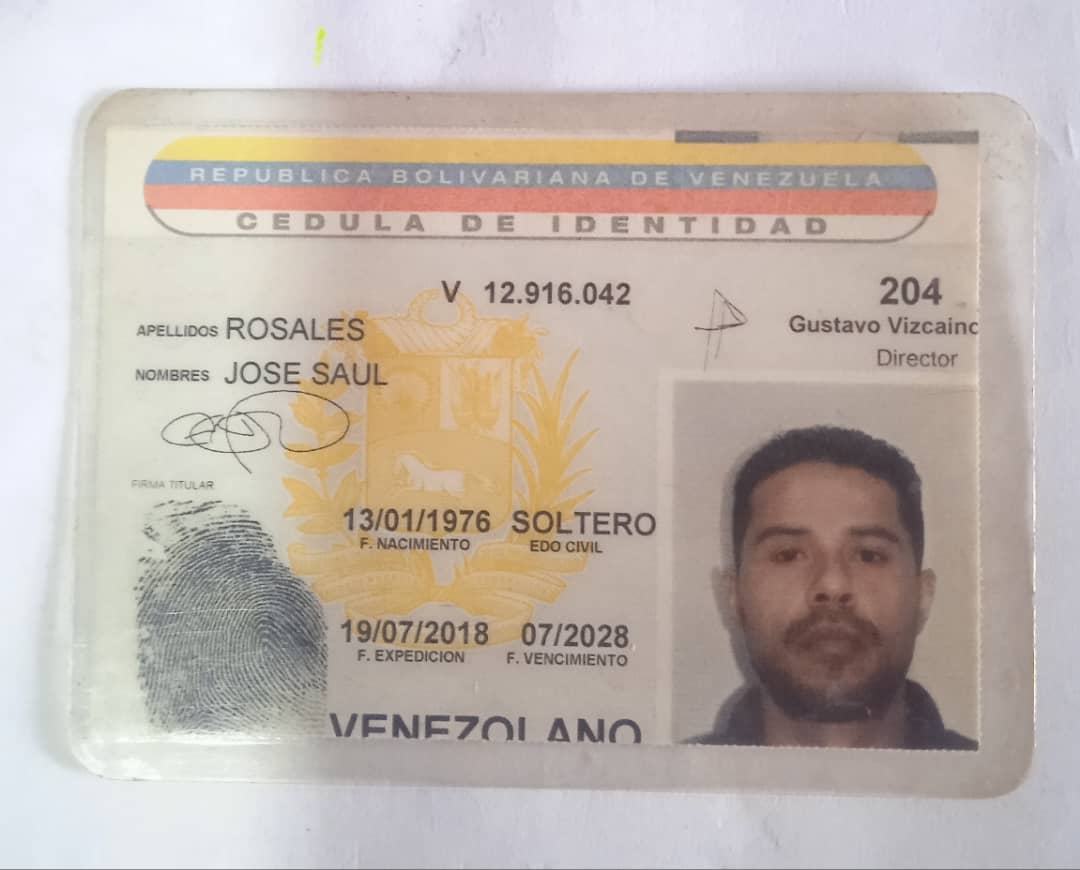 REPUBLICA BOLIVARIANA DE VENEZUELA
CEDULA DE IDENTIDAD
V 12.916.042
204
Gustavo Vizcaino
Director
APELLIDOS ROSALES
NOMBRES JOSE SAUL
FIRMA TITULAR
13/01/1976 SOLTERO
F. NACIMIENTO EDO CIVIL
19/07/2018 07/2028
F. EXPEDICION F. VENCIMIENTO
VENEZOLANO